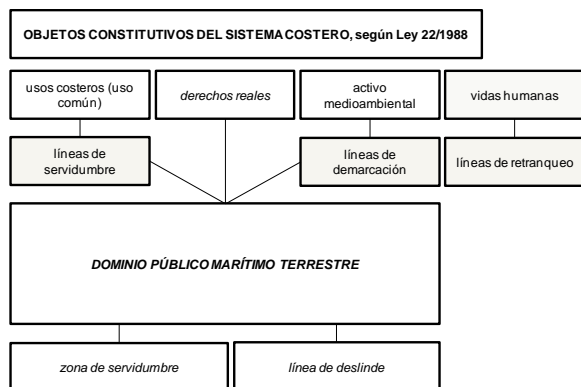 OBJETOS CONSTITUTIVOS DEL SISTEMA COSTERO, según Ley 22/1988
usos costeros (uso
común)
derechos reales
activo
medioambiental
vidas humanas
líneas de
servidumbre
líneas de
demarcación
líneas de retranqueo
DOMINIO PÚBLICO MARÍTIMO TERRESTRE
zona de servidumbre
línea de deslinde